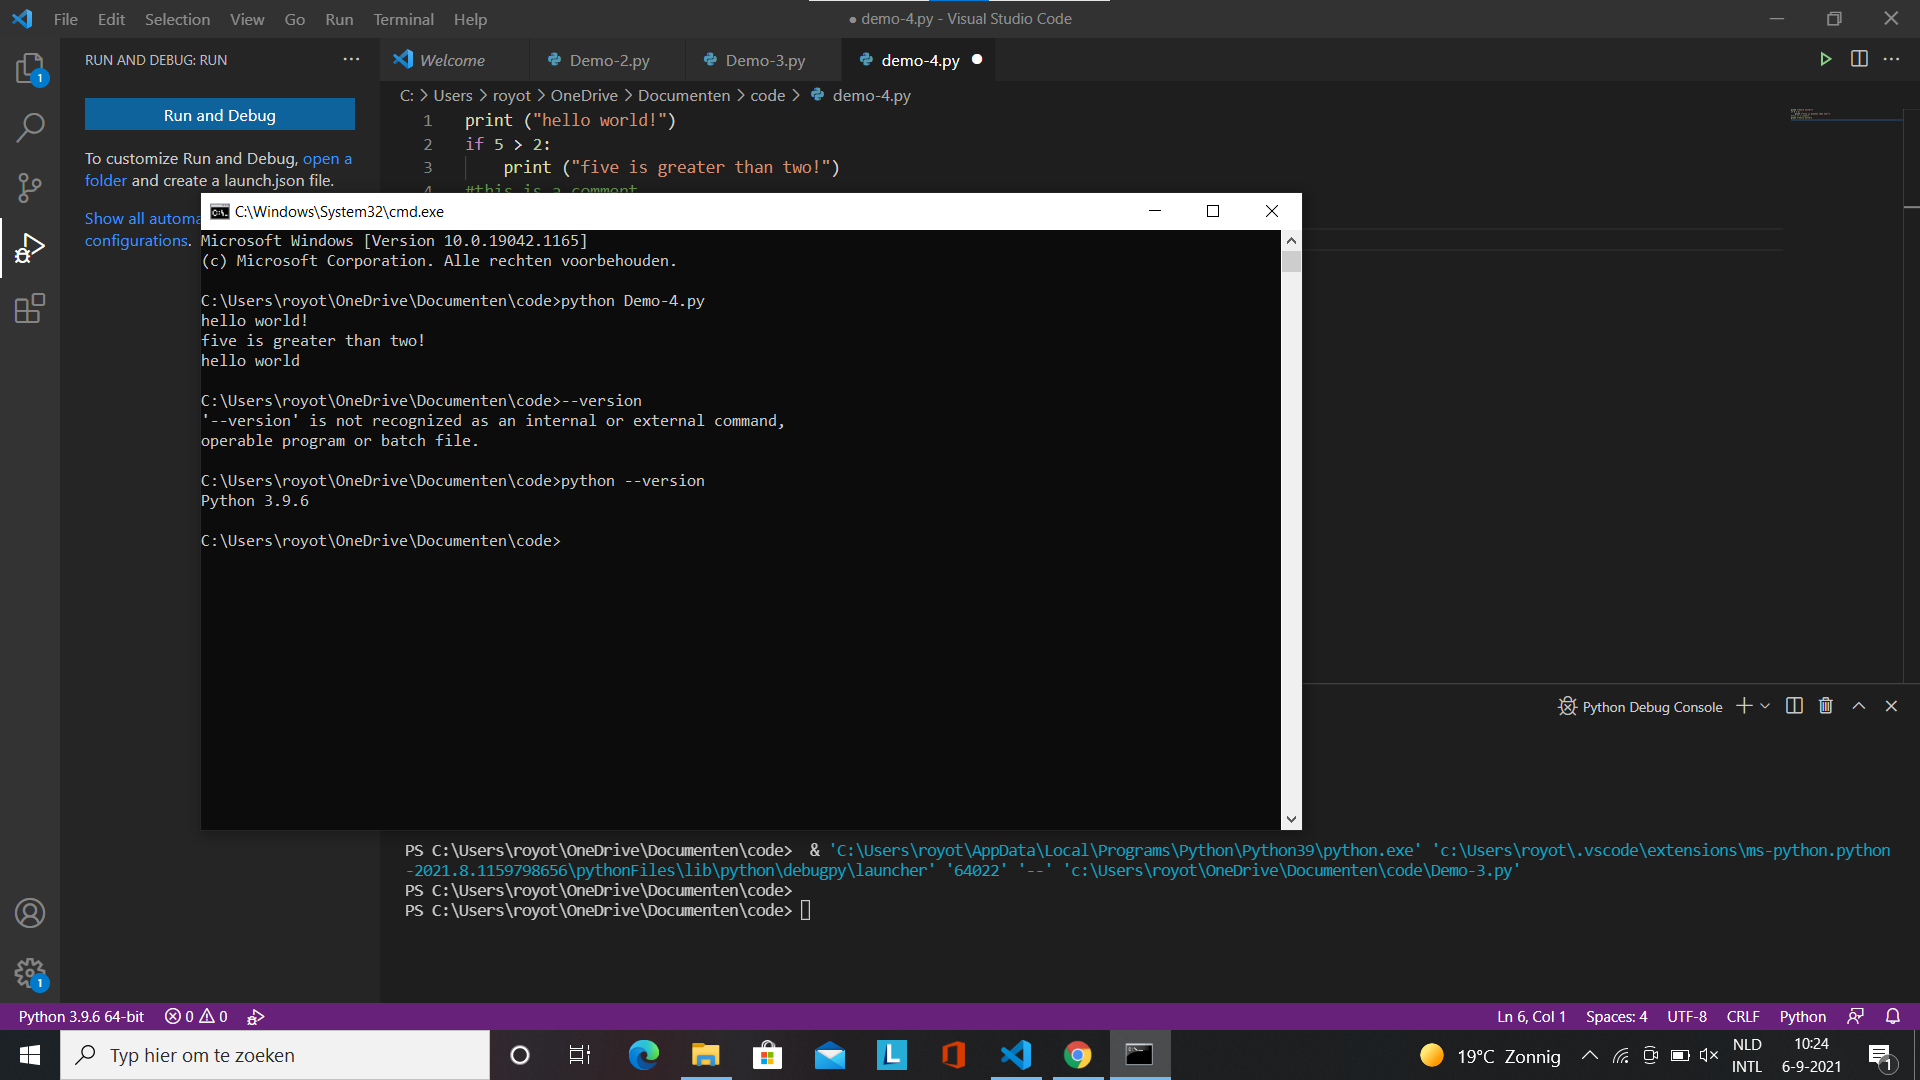 File Edit Selection View Go Run Terminal Help
● demo-4.py - Visual Studio Code
RUN AND DEBUG: RUN
Run and Debug
To customize Run and Debug, open a
folder and create a launch.json file.
Show all automa
configurations.
Welcome Demo-2.py Demo-3.py demo-4.py
C: > Users > royot > OneDrive > Documenten > code > demo-4.py
1 print ("hello world!")
2 if 5 > 2:
3 print ("five is greater than two!")
4 #this is a comment
C:\Windows\System32\cmd.exe
Microsoft Windows [Version 10.0.19042.1165]
(c) Microsoft Corporation. Alle rechten voorbehouden.
C:\Users\royot\OneDrive\Documenten\code>python Demo-4.py
hello world!
five is greater than two!
hello world
C:\Users\royot\OneDrive\Documenten\code>--version
'--version' is not recognized as an internal or external command,
operable program or batch file.
C:\Users\royot\OneDrive\Documenten\code>python --version
Python 3.9.6
C:\Users\royot\OneDrive\Documenten\code>
Python Debug Console
PS C:\Users\royot\OneDrive\Documenten\code>  & 'C:\Users\royot\AppData\Local\Programs\Python\Python39\python.exe' 'c:\Users\royot\.vscode\extensions\ms-python.python
-2021.8.1159798656\pythonFiles\lib\python\debugpy\launcher' '64022' '--' 'c:\Users\royot\OneDrive\Documenten\code\Demo-3.py'
PS C:\Users\royot\OneDrive\Documenten\code>
PS C:\Users\royot\OneDrive\Documenten\code>
1
1
Python 3.9.6 64-bit 0 0
Ln 6, Col 1 Spaces: 4 UTF-8 CRLF Python
Typ hier om te zoeken
L
19°C Zonnig
NLD
INTL
10:24
6-9-2021
1